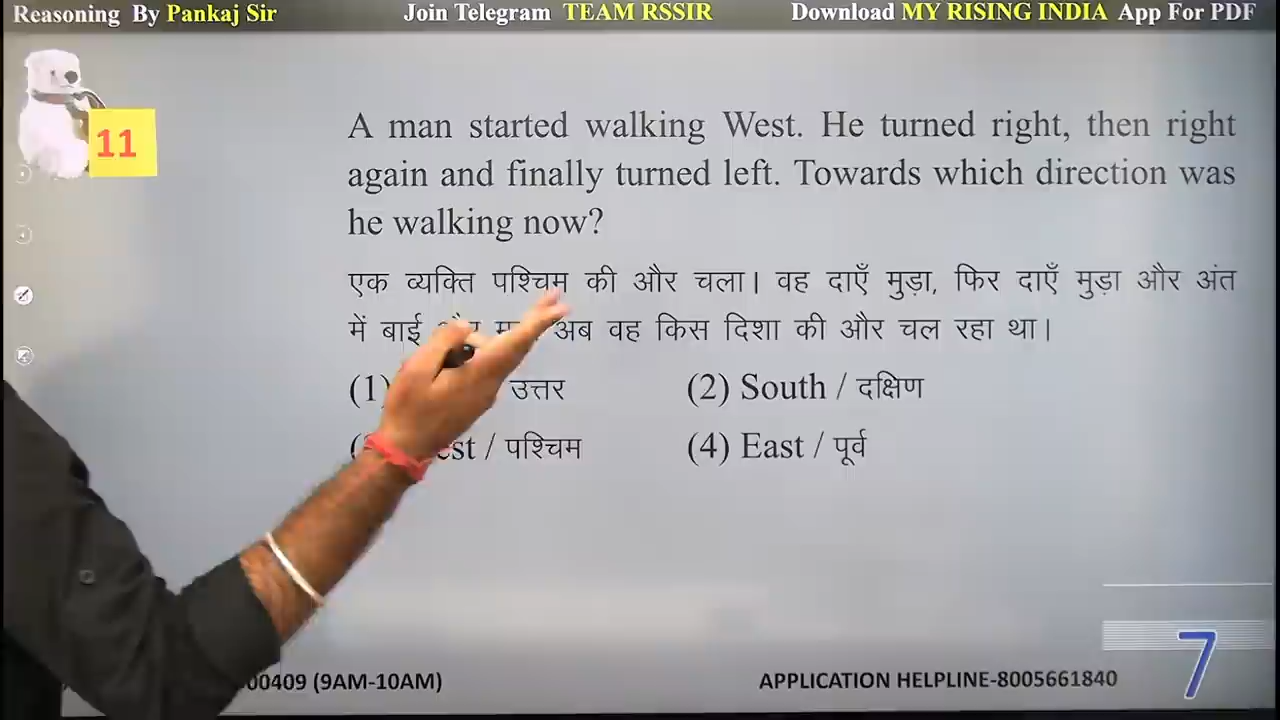 Reasoning By Pankaj Sir
Join Telegram TEAM RSSIR
Download MY RISING INDIA App For PDF
11
A man started walking West. He turned right, then right
again and finally turned left. Towards which direction was
he walking now?
एक व्यक्ति पश्चिम की और चला। वह दाएँ मुड़ा, फिर दाएँ मुड़ा और अंत
में बाई अब वह किस दिशा की और चल रहा था।
(1) उत्तर
(2) South / दक्षिण
/ पश्चिम
(4) East / पूर्व
00409 (9AM-10AM)
APPLICATION HELPLINE-8005661840
7